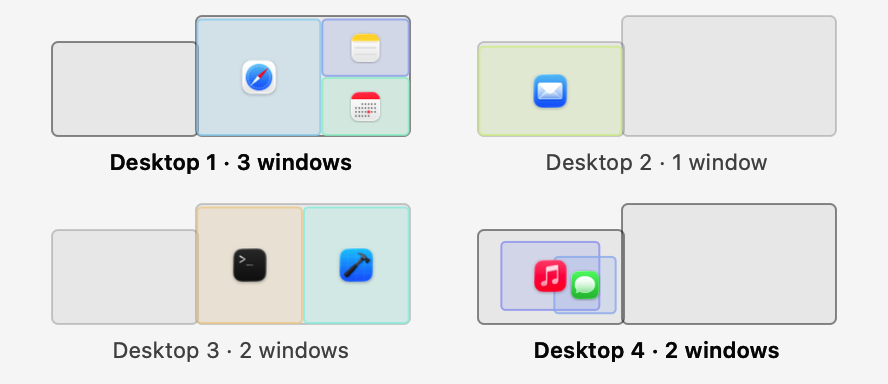 Desktop 1 · 3 windows
Desktop 2 · 1 window
>_
Desktop 3 · 2 windows
Desktop 4 · 2 windows